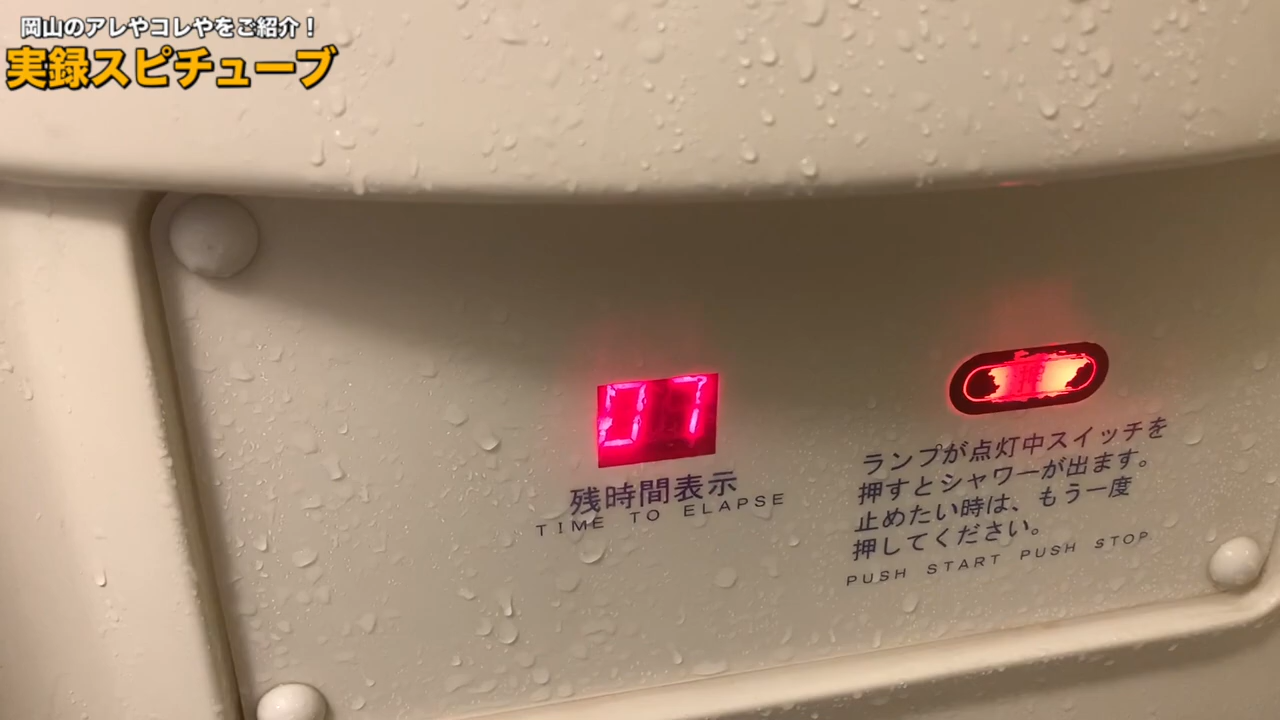 岡山のアレやコレやをご紹介！
実録スピチューブ
07
残時間表示
TIME TO ELAPSE
ランプが点灯中スイッチを
押すとシャワーが出ます。
止めたい時は、もう一度
押してください。
PUSH START PUSH STOP